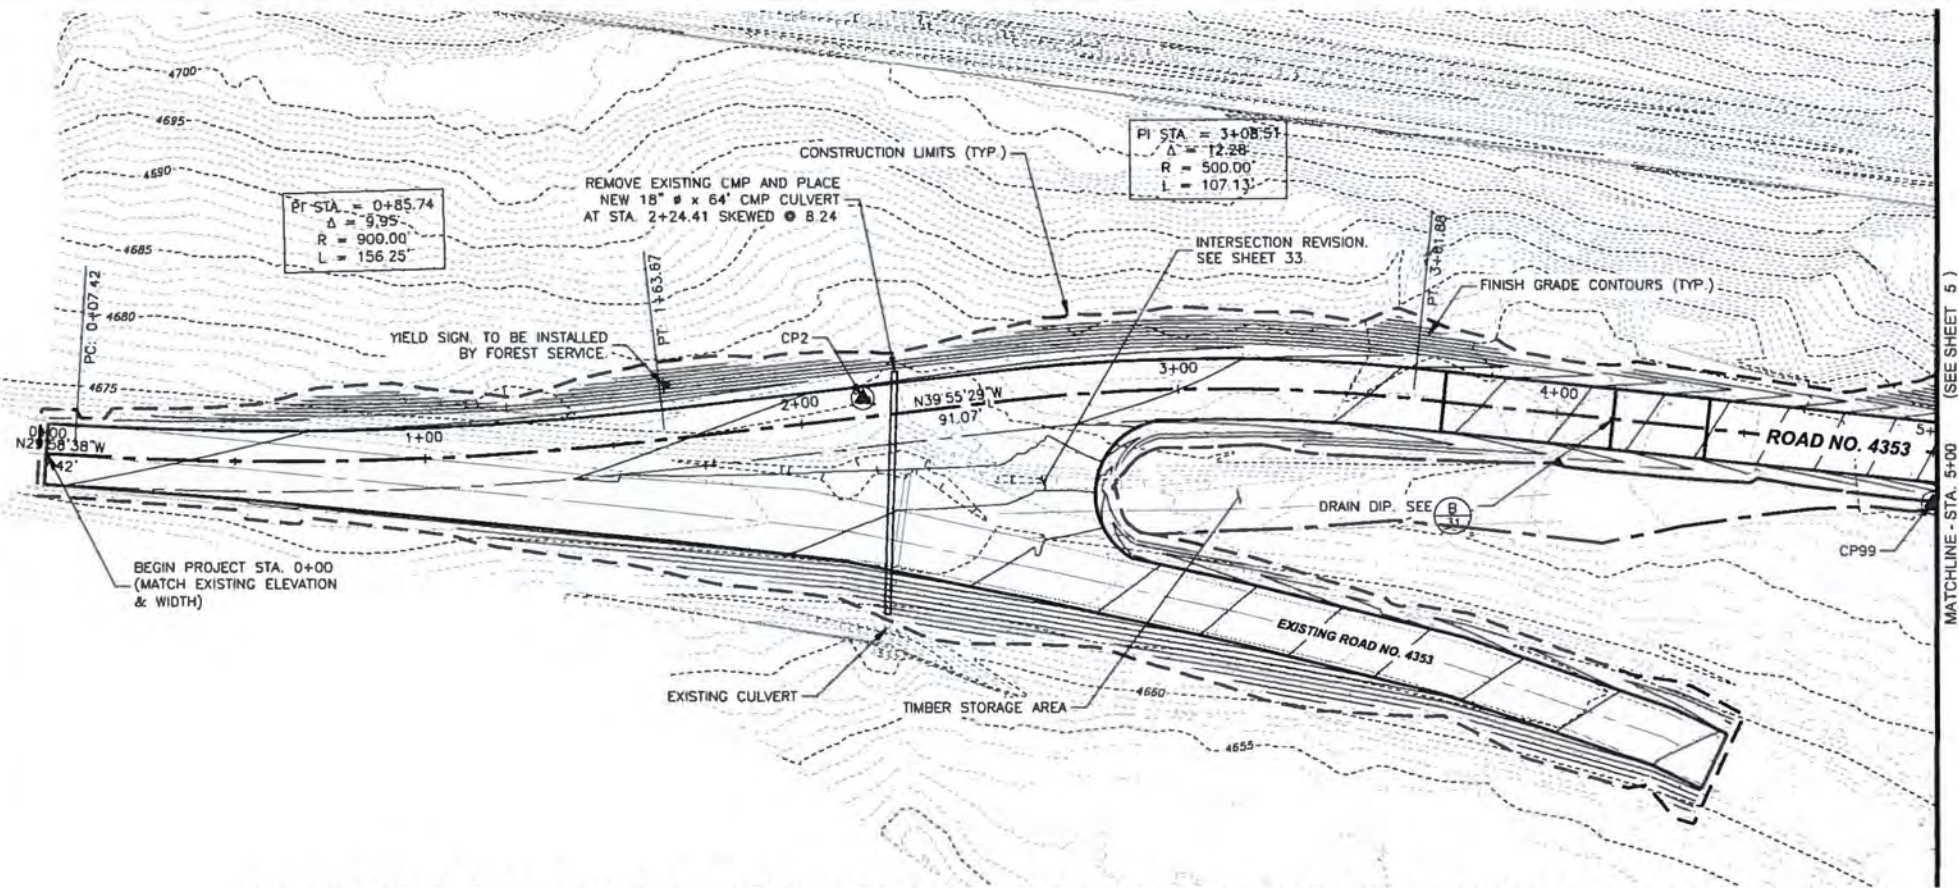 4700
4695
4690
4685
4680
4675
PI STA. = 0+85.74
Δ = 9.95
R = 900.00'
L = 156.25'
PC: 0+07.42
PT: 1+63.67
YIELD SIGN. TO BE INSTALLED
BY FOREST SERVICE.
REMOVE EXISTING CMP AND PLACE
NEW 18" ø x 64' CMP CULVERT
AT STA. 2+24.41 SKEWED @ 8.24
CONSTRUCTION LIMITS (TYP.)
PI STA. = 3+08.51
Δ = 12.28
R = 500.00'
L = 107.13'
INTERSECTION REVISION.
SEE SHEET 33.
PT: 3+61.88
FINISH GRADE CONTOURS (TYP.)
CP2
0+00
N29°58'38"W
42'
1+00
2+00
N39°55'29"W
91.07'
3+00
4+00
5+
ROAD NO. 4353
DRAIN DIP. SEE
B
31
CP99
BEGIN PROJECT STA. 0+00
(MATCH EXISTING ELEVATION
& WIDTH)
EXISTING CULVERT
TIMBER STORAGE AREA
EXISTING ROAD NO. 4353
4660
4655
MATCHLINE - STA. 5+00 (SEE SHEET 5 )